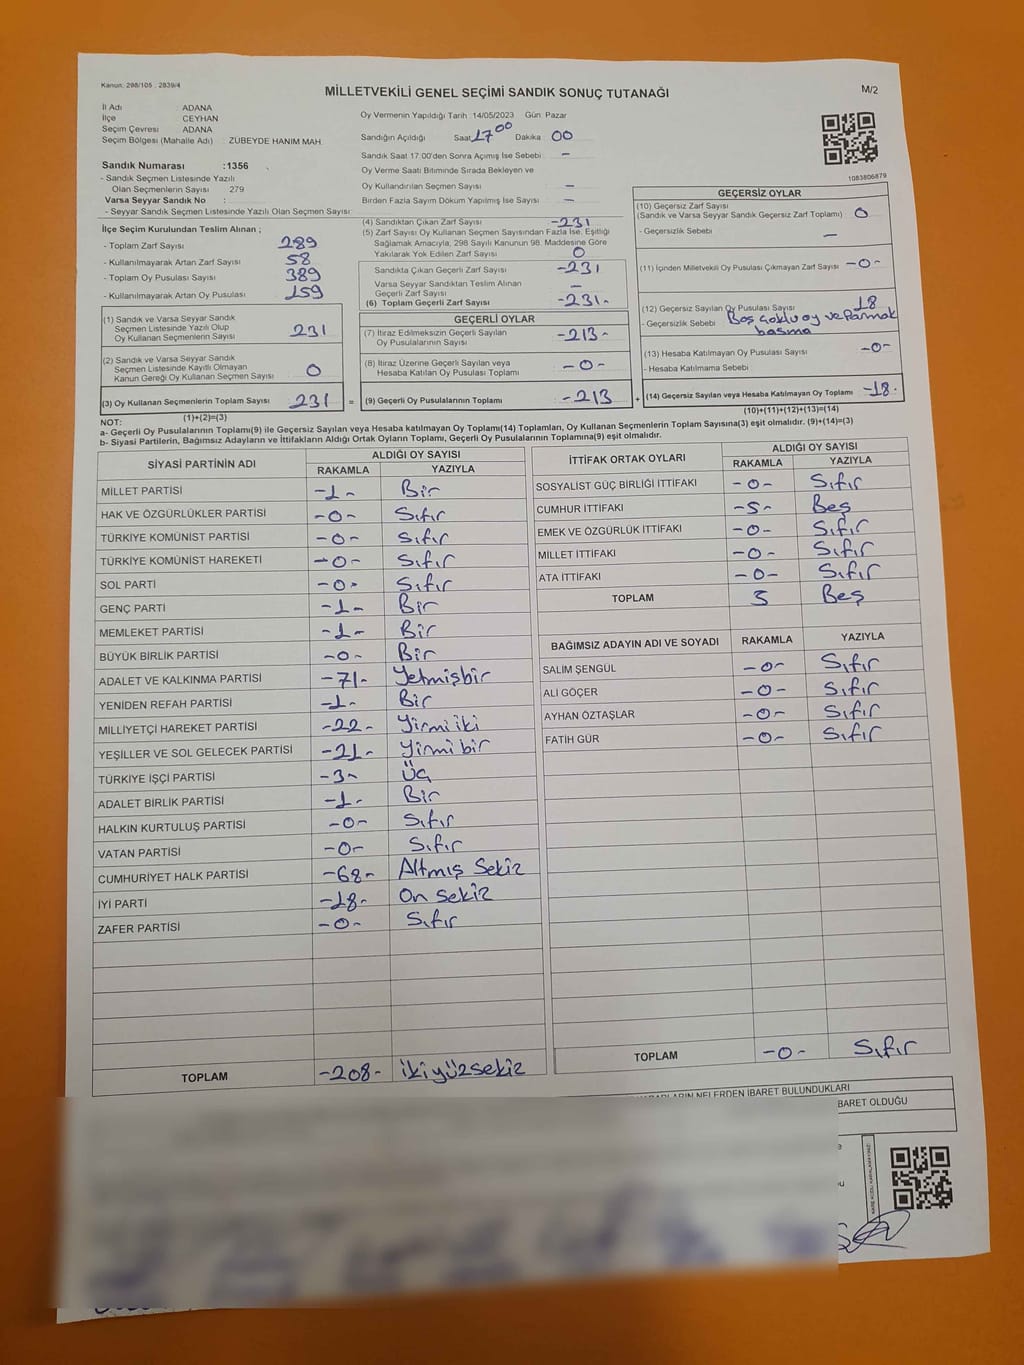 Kanun: 298/105 , 2839/4
MİLLETVEKİLİ GENEL SEÇİMİ SANDIK SONUÇ TUTANAĞI
M/2
İl Adı : ADANA
İlçe : CEYHAN
Seçim Çevresi : ADANA
Seçim Bölgesi (Mahalle Adı) : ZÜBEYDE HANIM MAH.
Sandık Numarası :1356
- Sandık Seçmen Listesinde Yazılı
Olan Seçmenlerin Sayısı : 279
Varsa Seyyar Sandık No :
- Seyyar Sandık Seçmen Listesinde Yazılı Olan Seçmen Sayısı:
Oy Vermenin Yapıldığı Tarih :14/05/2023 Gün: Pazar
Sandığın Açıldığı Saat 17 00 Dakika : 00
Sandık Saat 17:00'den Sonra Açımış İse Sebebi : –
Oy Verme Saati Bitiminde Sırada Bekleyen ve
Oy Kullandırılan Seçmen Sayısı : –
Birden Fazla Sayım Döküm Yapılmış İse Sayısı : –
1083806879
İlçe Seçim Kurulundan Teslim Alınan ;
- Toplam Zarf Sayısı : 289
- Kullanılmayarak Artan Zarf Sayısı : 58
- Toplam Oy Pusulası Sayısı : 389
- Kullanılmayarak Artan Oy Pusulası : 159
(1) Sandık ve Varsa Seyyar Sandık
Seçmen Listesinde Yazılı Olup
Oy Kullanan Seçmenlerin Sayısı : 231
(2) Sandık ve Varsa Seyyar Sandık
Seçmen Listesinde Kayıtlı Olmayan
Kanun Gereği Oy Kullanan Seçmen Sayısı : 0
(3) Oy Kullanan Seçmenlerin Toplam Sayısı : 231 =
(1)+(2)=(3)
(4) Sandıktan Çıkan Zarf Sayısı : -231
(5) Zarf Sayısı Oy Kullanan Seçmen Sayısından Fazla İse, Eşitliği
Sağlamak Amacıyla, 298 Sayılı Kanunun 98. Maddesine Göre
Yakılarak Yok Edilen Zarf Sayısı : 0
Sandıkta Çıkan Geçerli Zarf Sayısı : -231
Varsa Seyyar Sandıktan Teslim Alınan
Geçerli Zarf Sayısı : –
(6) Toplam Geçerli Zarf Sayısı : -231-
GEÇERLİ OYLAR
(7) İtiraz Edilmeksizin Geçerli Sayılan
Oy Pusulalarının Sayısı : -213-
(8) İtiraz Üzerine Geçerli Sayılan veya
Hesaba Katılan Oy Pusulası Toplamı : -0-
(9) Geçerli Oy Pusulalarının Toplamı : -213 +
GEÇERSİZ OYLAR
(10) Geçersiz Zarf Sayısı
(Sandık ve Varsa Seyyar Sandık Geçersiz Zarf Toplamı) : 0
- Geçersizlik Sebebi : –
(11) İçinden Milletvekili Oy Pusulası Çıkmayan Zarf Sayısı : -0-
(12) Geçersiz Sayılan Oy Pusulası Sayısı : 18
- Geçersizlik Sebebi : Boş çoklu oy ve Parmak
basma
(13) Hesaba Katılmayan Oy Pusulası Sayısı : -0-
- Hesaba Katılmama Sebebi
(14) Geçersiz Sayılan veya Hesaba Katılmayan Oy Toplamı : -18-
(10)+(11)+(12)+(13)=(14)
NOT:
a- Geçerli Oy Pusulalarının Toplamı(9) ile Geçersiz Sayılan veya Hesaba katılmayan Oy Toplamı(14) Toplamları, Oy Kullanan Seçmenlerin Toplam Sayısına(3) eşit olmalıdır. (9)+(14)=(3)
b- Siyasi Partilerin, Bağımsız Adayların ve İttifakların Aldığı Ortak Oyların Toplamı, Geçerli Oy Pusulalarının Toplamına(9) eşit olmalıdır.
SİYASİ PARTİNİN ADI ALDIĞI OY SAYISI
RAKAMLA YAZIYLA
MİLLET PARTİSİ -1- Bir
HAK VE ÖZGÜRLÜKLER PARTİSİ -0- Sıfır
TÜRKİYE KOMÜNİST PARTİSİ -0- Sıfır
TÜRKİYE KOMÜNİST HAREKETİ -0- Sıfır
SOL PARTİ -0- Sıfır
GENÇ PARTİ -1- Bir
MEMLEKET PARTİSİ -1- Bir
BÜYÜK BİRLİK PARTİSİ -0- Bir
ADALET VE KALKINMA PARTİSİ -71- Yetmişbir
YENİDEN REFAH PARTİSİ -1- Bir
MİLLİYETÇİ HAREKET PARTİSİ -22- Yirmi iki
YEŞİLLER VE SOL GELECEK PARTİSİ -21- Yirmi bir
TÜRKİYE İŞÇİ PARTİSİ -3- Üç
ADALET BİRLİK PARTİSİ -1- Bir
HALKIN KURTULUŞ PARTİSİ -0- Sıfır
VATAN PARTİSİ -0- Sıfır
CUMHURİYET HALK PARTİSİ -68- Altmış Sekiz
İYİ PARTİ -18- On sekiz
ZAFER PARTİSİ -0- Sıfır
TOPLAM -208- ikiyüzsekiz
İTTİFAK ORTAK OYLARI ALDIĞI OY SAYISI
RAKAMLA YAZIYLA
SOSYALİST GÜÇ BİRLİĞİ İTTİFAKI -0- Sıfır
CUMHUR İTTİFAKI -5- Beş
EMEK VE ÖZGÜRLÜK İTTİFAKI -0- Sıfır
MİLLET İTTİFAKI -0- Sıfır
ATA İTTİFAKI -0- Sıfır
TOPLAM 5 Beş
BAĞIMSIZ ADAYIN ADI VE SOYADI RAKAMLA YAZIYLA
SALİM ŞENGÜL -0- Sıfır
ALİ GÖÇER -0- Sıfır
AYHAN ÖZTAŞLAR -0- Sıfır
FATİH GÜR -0- Sıfır
TOPLAM -0- Sıfır
NELERDEN İBARET BULUNDUKLARI
BARET OLDUĞU